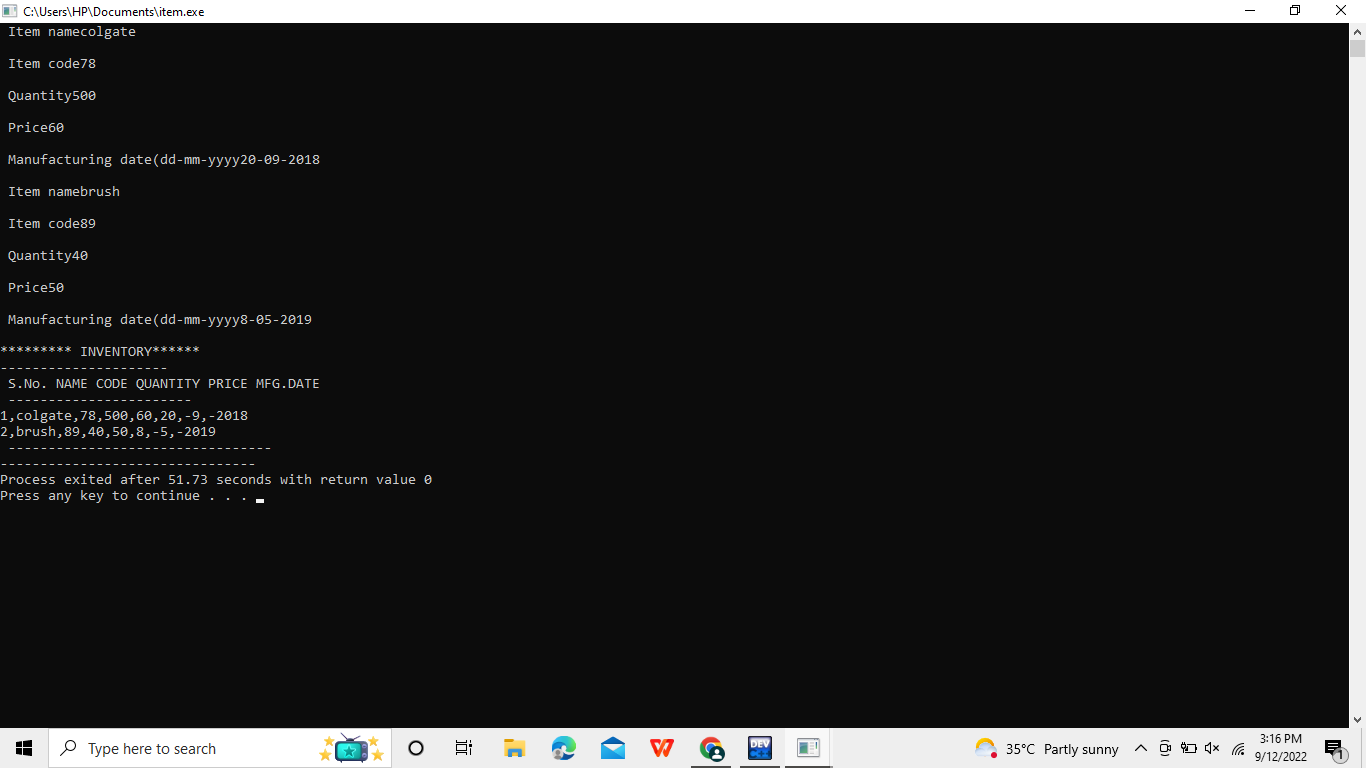 C:\Users\HP\Documents\item.exe
Item namecolgate
Item code78
Quantity500
Price60
Manufacturing date(dd-mm-yyyy20-09-2018
Item namebrush
Item code89
Quantity40
Price50
Manufacturing date(dd-mm-yyyy8-05-2019
********* INVENTORY******
---------------------
S.No. NAME CODE QUANTITY PRICE MFG.DATE
-----------------------
1,colgate,78,500,60,20,-9,-2018
2,brush,89,40,50,8,-5,-2019
---------------------------------
--------------------------------
Process exited after 51.73 seconds with return value 0
Press any key to continue . . .
Type here to search
DEV
35°C Partly sunny
3:16 PM
9/12/2022
1